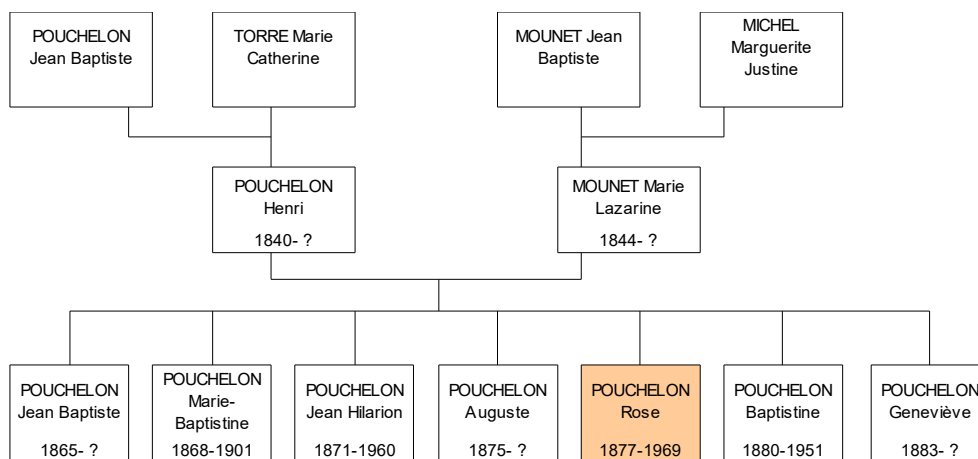 POUCHELON
Jean Baptiste
TORRE Marie
Catherine
MOUNET Jean
Baptiste
MICHEL
Marguerite
Justine
POUCHELON
Henri
1840- ?
MOUNET Marie
Lazarine
1844- ?
POUCHELON
Jean Baptiste
1865- ?
POUCHELON
Marie-
Baptistine
1868-1901
POUCHELON
Jean Hilarion
1871-1960
POUCHELON
Auguste
1875- ?
POUCHELON
Rose
1877-1969
POUCHELON
Baptistine
1880-1951
POUCHELON
Geneviève
1883- ?